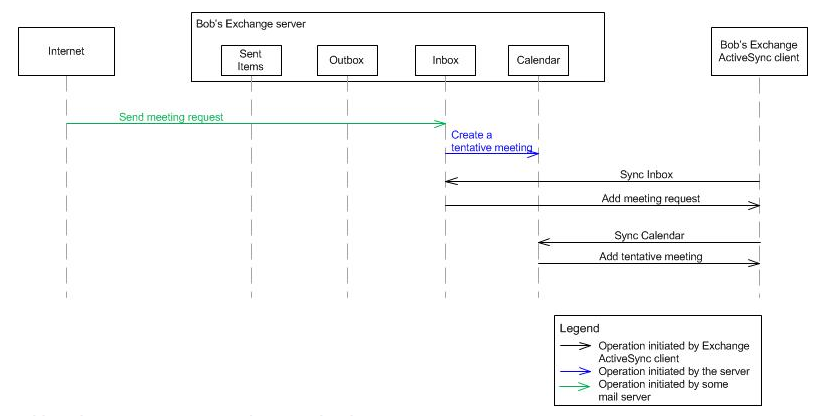 Bob's Exchange server
Internet
Sent
Items
Outbox
Inbox
Calendar
Bob's Exchange
ActiveSync client
Send meeting request
Create a
tentative meeting
Sync Inbox
Add meeting request
Sync Calendar
Add tentative meeting
Legend
Operation initiated by Exchange
ActiveSync client
Operation initiated by the server
Operation initiated by some
mail server